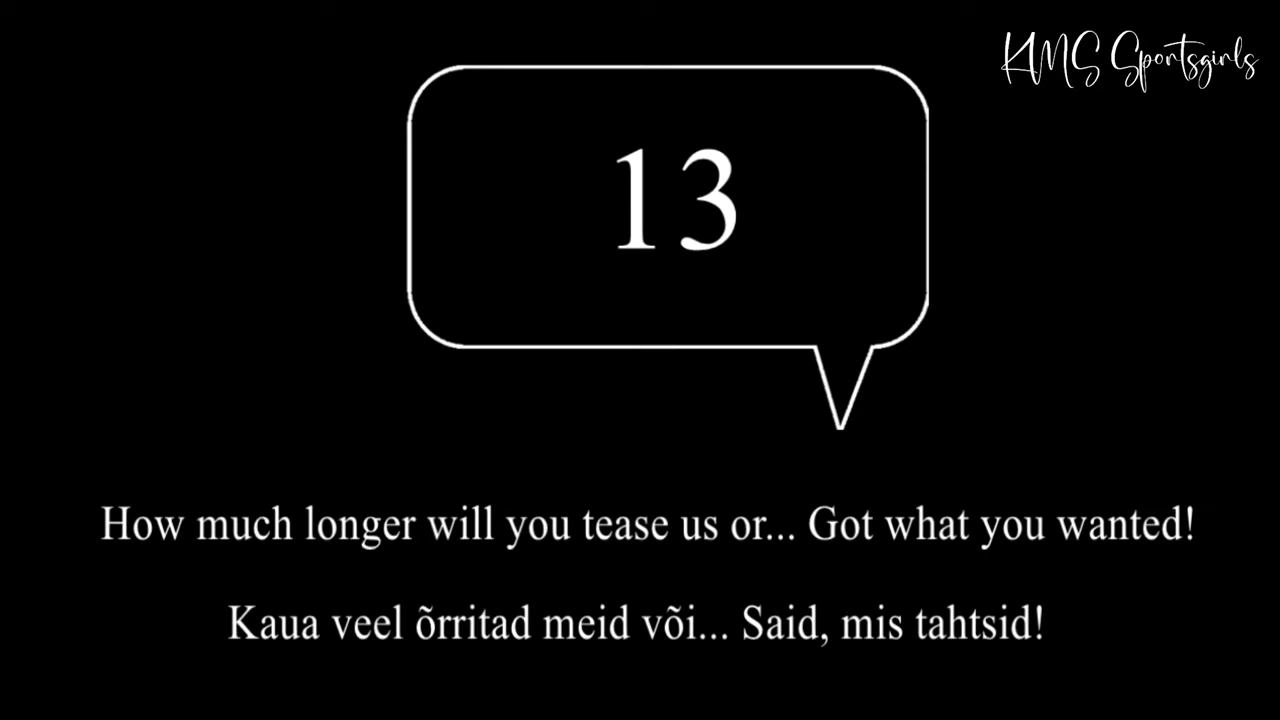 KMS Sportsgirls
13
How much longer will you tease us or... Got what you wanted!
Kaua veel õrritad meid või... Said, mis tahtsid!